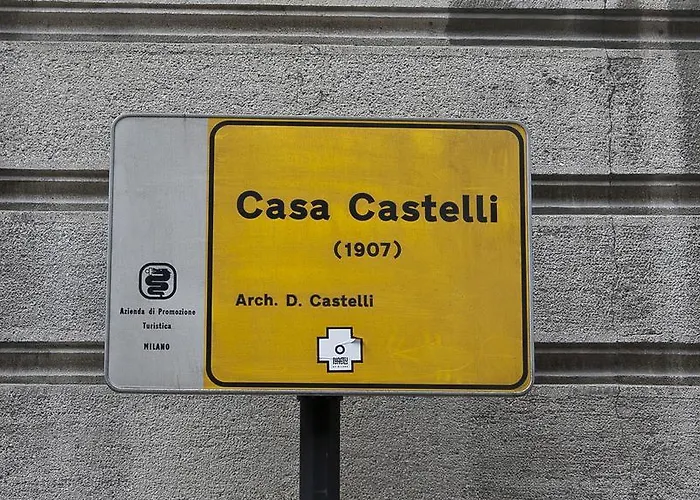 Casa Castelli
(1907)
Arch. D. Castelli
Azienda di Promozione
Turistica
MILANO